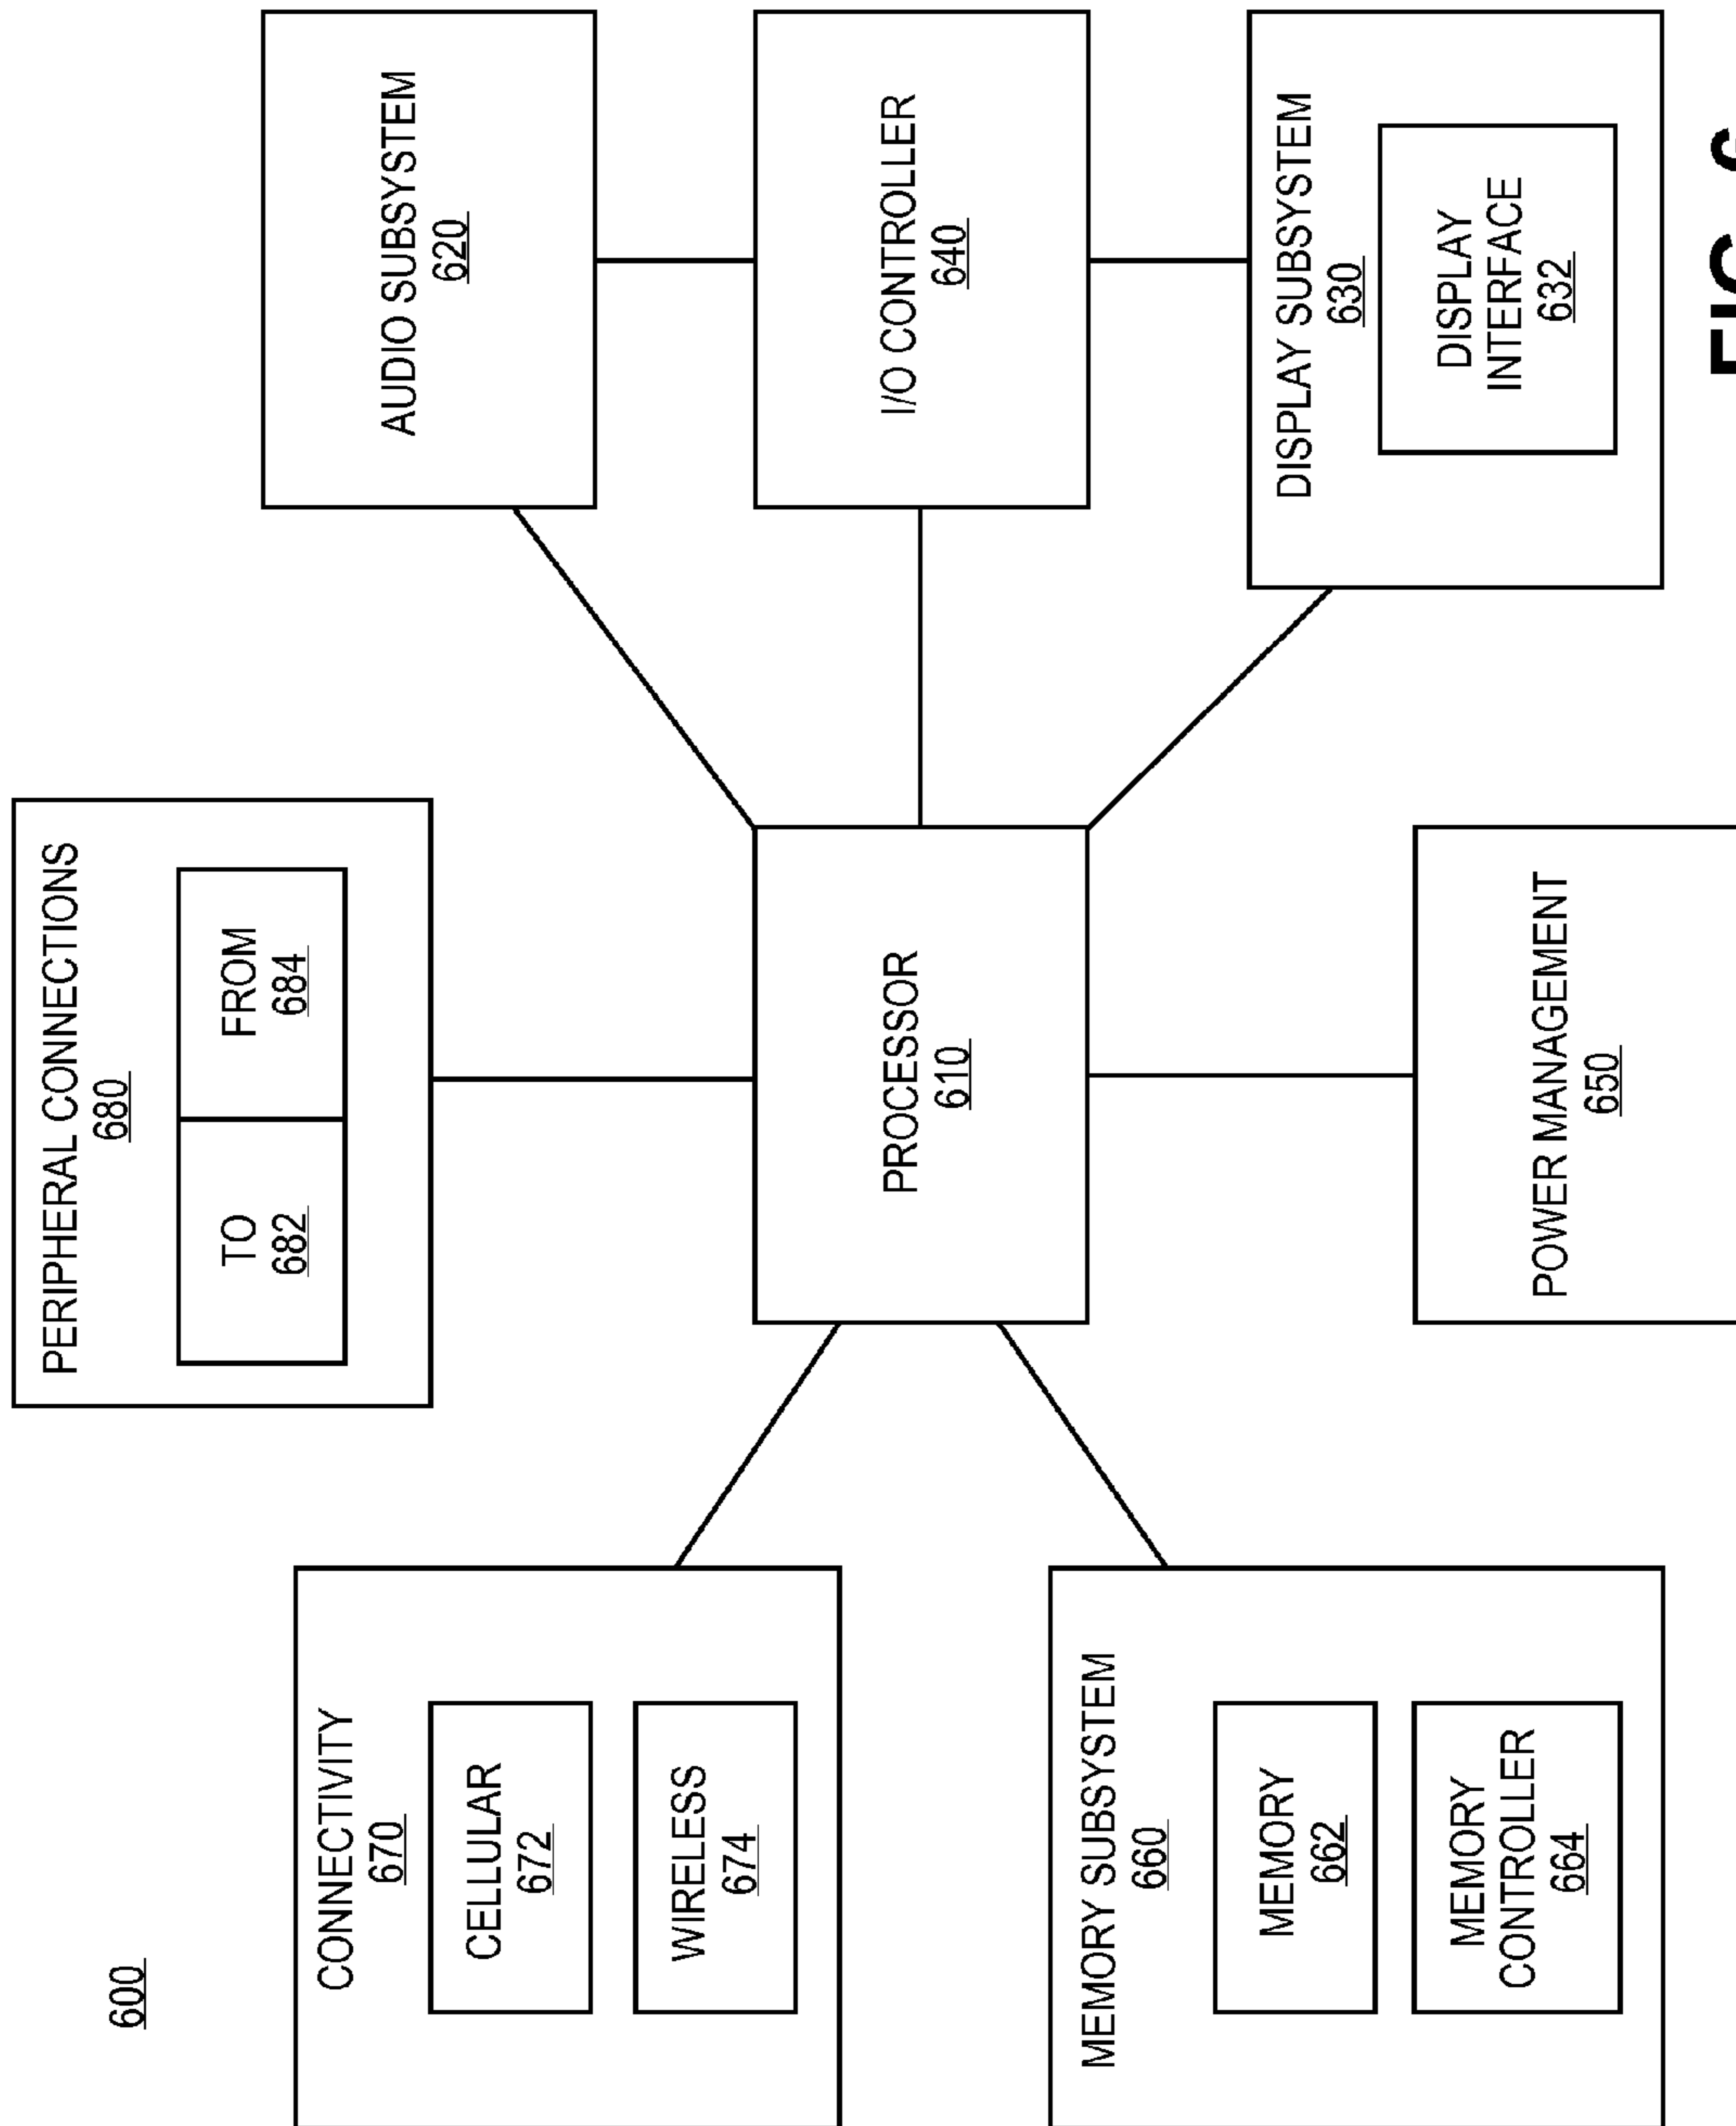 600
PERIPHERAL CONNECTIONS
680
TO
682
FROM
684
CONNECTIVITY
670
CELLULAR
672
WIRELESS
674
AUDIO SUBSYSTEM
620
PROCESSOR
610
I/O CONTROLLER
640
MEMORY SUBSYSTEM
660
MEMORY
662
MEMORY
CONTROLLER
664
DISPLAY SUBSYSTEM
630
DISPLAY
INTERFACE
632
POWER MANAGEMENT
650